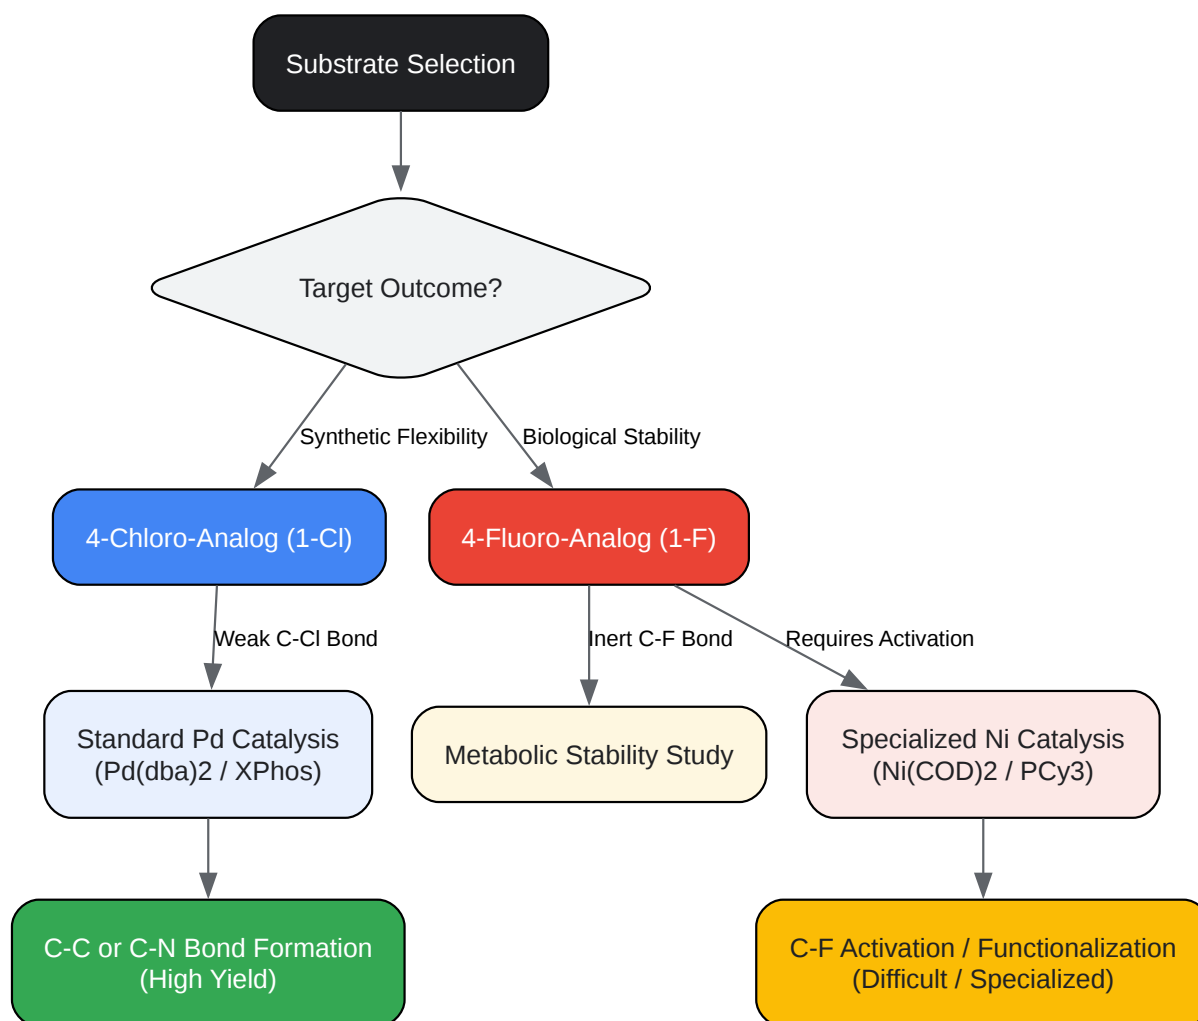 Substrate Selection
Target Outcome?
Synthetic Flexibility
Biological Stability
4-Chloro-Analog (1-Cl)
4-Fluoro-Analog (1-F)
Weak C-Cl Bond
Inert C-F Bond
Requires Activation
Standard Pd Catalysis
(Pd(dba)2 / XPhos)
Metabolic Stability Study
Specialized Ni Catalysis
(Ni(COD)2 / PCy3)
C-C or C-N Bond Formation
(High Yield)
C-F Activation / Functionalization
(Difficult / Specialized)